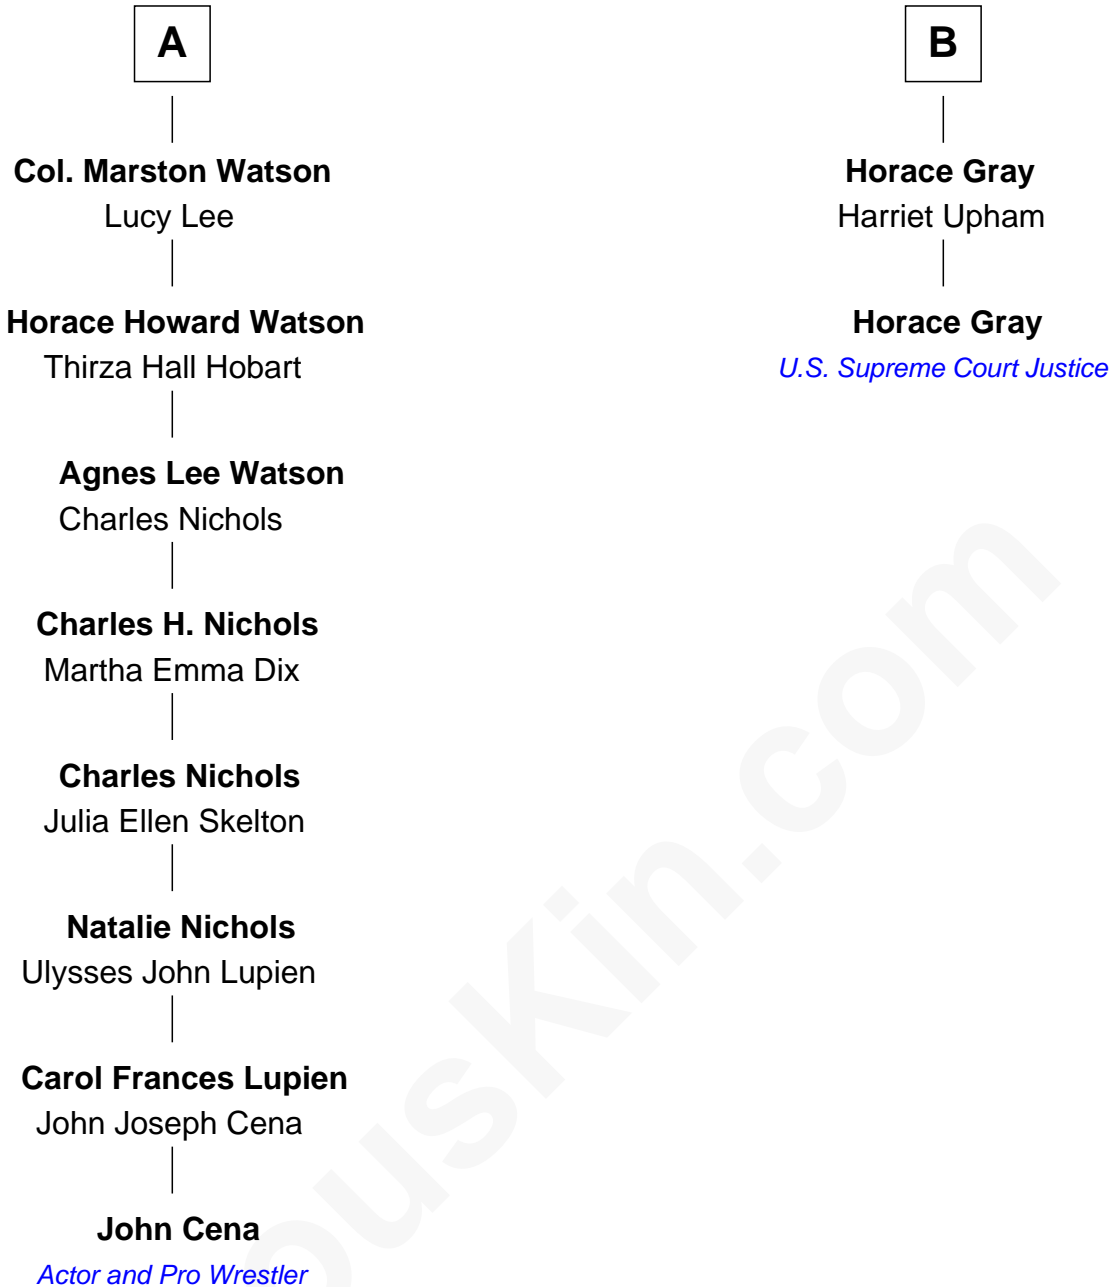 A
Col. Marston Watson
Lucy Lee
Horace Howard Watson
Thirza Hall Hobart
Agnes Lee Watson
Charles Nichols
Charles H. Nichols
Martha Emma Dix
Charles Nichols
Julia Ellen Skelton
Natalie Nichols
Ulysses John Lupien
Carol Frances Lupien
John Joseph Cena
John Cena
Actor and Pro Wrestler
B
Horace Gray
Harriet Upham
Horace Gray
U.S. Supreme Court Justice
ousKin.com